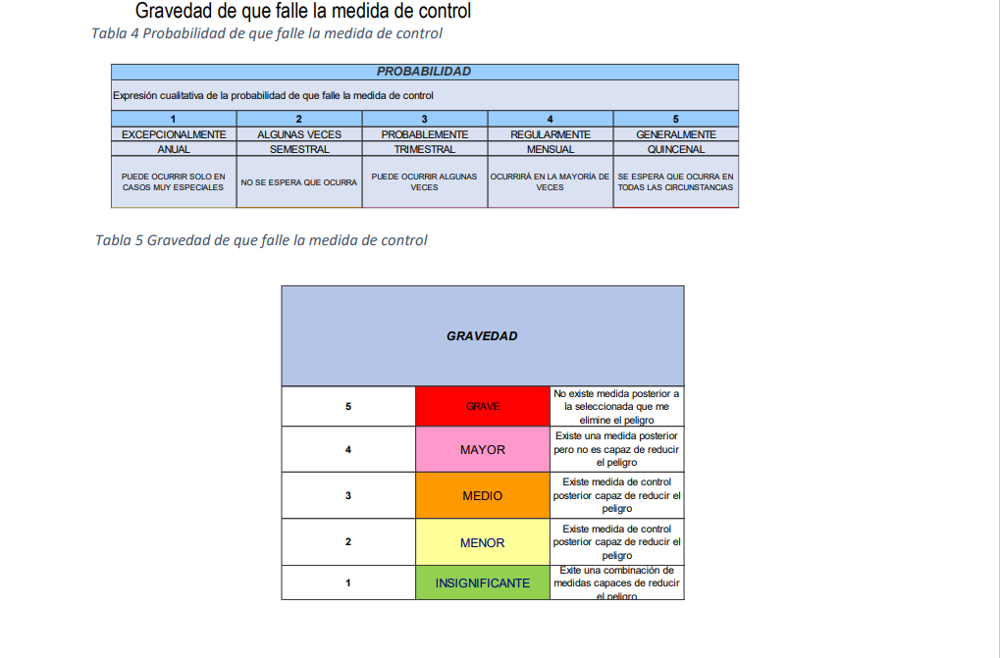 Gravedad de que falle la medida de control
Tabla 4 Probabilidad de que falle la medida de control
PROBABILIDAD
Expresión cualitativa de la probabilidad de que falle la medida de control
1 2 3 4 5
EXCEPCIONALMENTE ALGUNAS VECES PROBABLEMENTE REGULARMENTE GENERALMENTE
ANUAL SEMESTRAL TRIMESTRAL MENSUAL QUINCENAL
PUEDE OCURRIR SOLO EN
CASOS MUY ESPECIALES
NO SE ESPERA QUE OCURRA
PUEDE OCURRIR ALGUNAS
VECES
OCURRIRÁ EN LA MAYORÍA DE
VECES
SE ESPERA QUE OCURRA EN
TODAS LAS CIRCUNSTANCIAS
Tabla 5 Gravedad de que falle la medida de control
GRAVEDAD
5
GRAVE
No existe medida posterior a
la seleccionada que me
elimine el peligro
4
MAYOR
Existe una medida posterior
pero no es capaz de reducir
el peligro
3
MEDIO
Existe medida de control
posterior capaz de reducir el
peligro
2
MENOR
Existe medida de control
posterior capaz de reducir el
peligro
1
INSIGNIFICANTE
Exite una combinación de
medidas capaces de reducir
el peligro